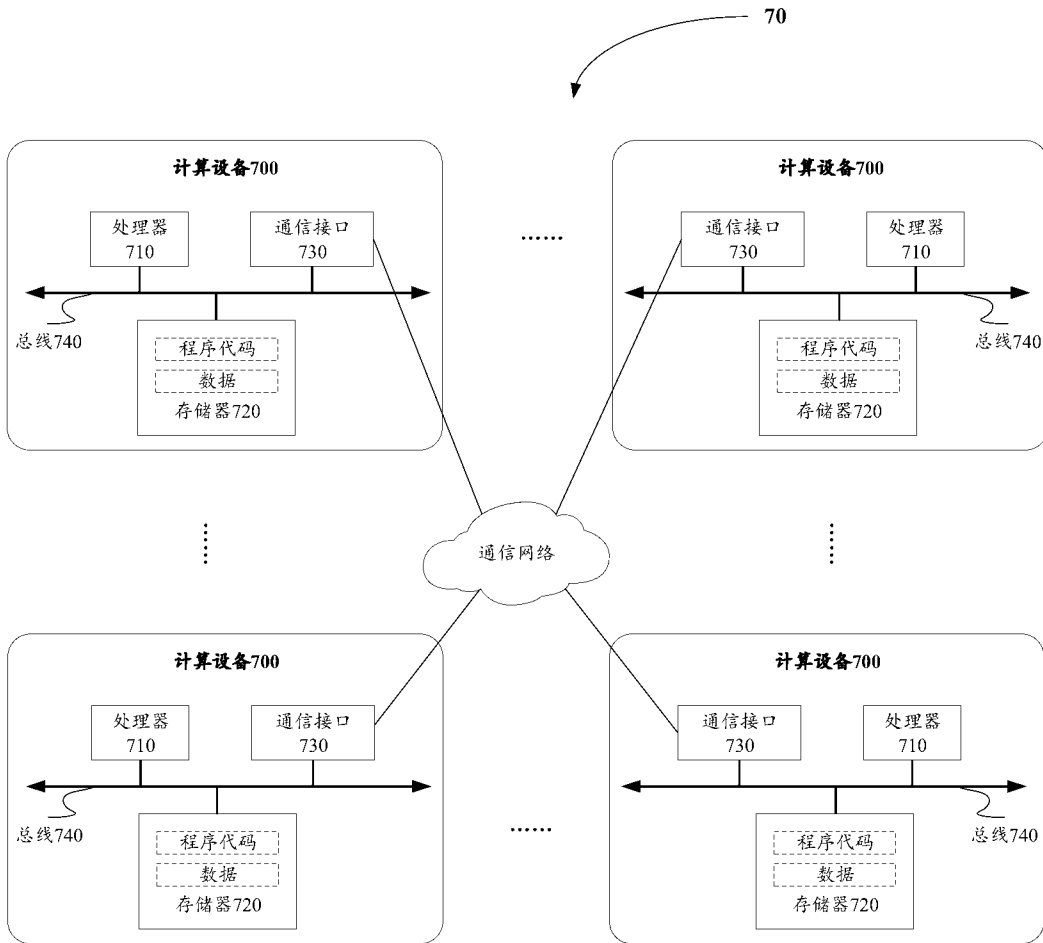 70
计算设备700
处理器
710
通信接口
730
总线740
程序代码
数据
存储器720
……
计算设备700
通信接口
730
处理器
710
总线740
程序代码
数据
存储器720
……
通信网络
……
计算设备700
处理器
710
通信接口
730
总线740
程序代码
数据
存储器720
……
计算设备700
通信接口
730
处理器
710
总线740
程序代码
数据
存储器720